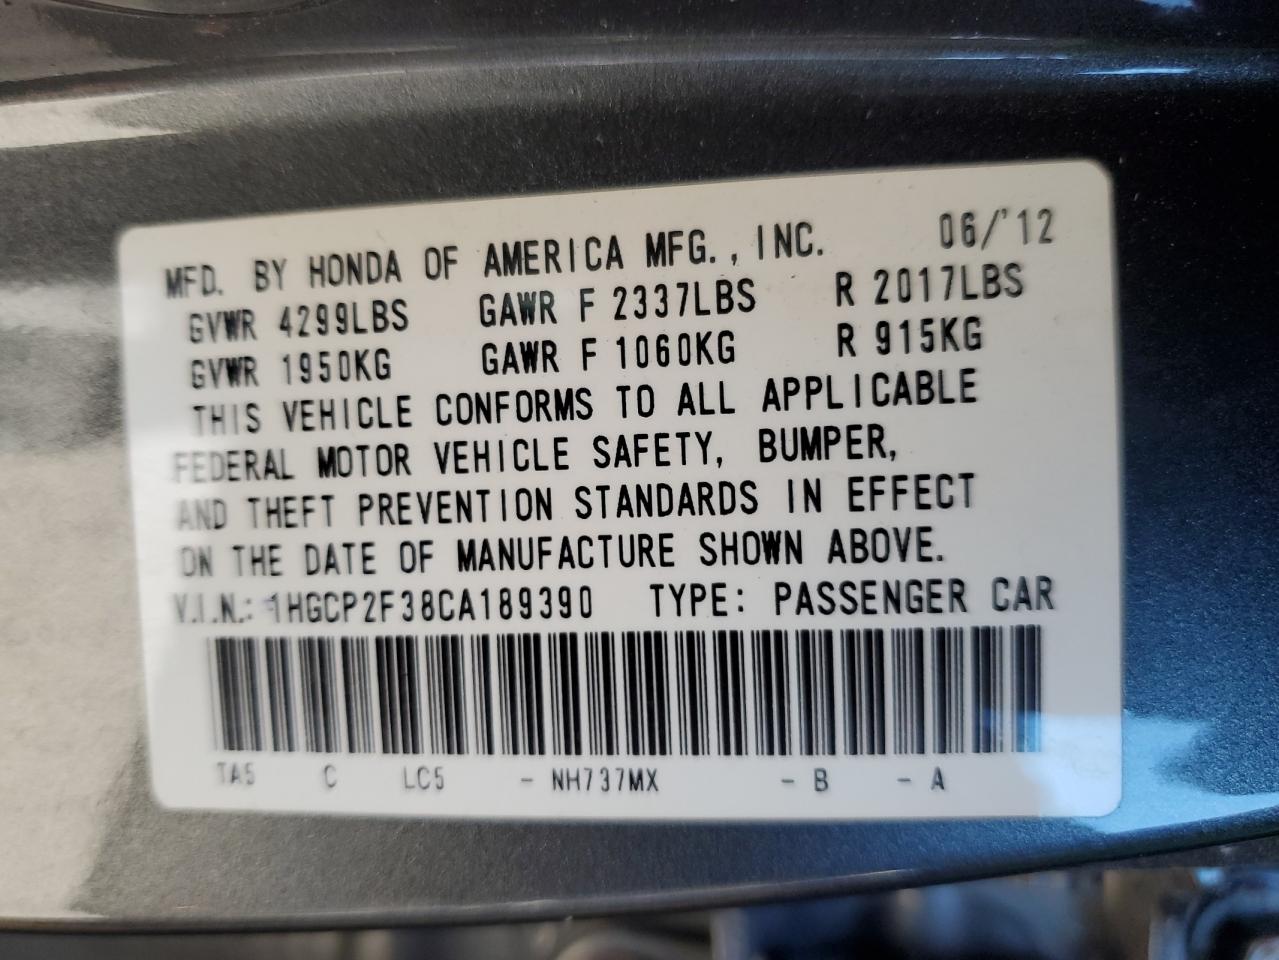 MFD. BY HONDA OF AMERICA MFG., INC. 06/'12
GVWR 4299LBS GAWR F 2337LBS R 2017LBS
GVWR 1950KG GAWR F 1060KG R 915KG
THIS VEHICLE CONFORMS TO ALL APPLICABLE
FEDERAL MOTOR VEHICLE SAFETY, BUMPER,
AND THEFT PREVENTION STANDARDS IN EFFECT
ON THE DATE OF MANUFACTURE SHOWN ABOVE.
V.I.N.: 1HGCP2F38CA189390 TYPE: PASSENGER CAR
TA5 C LC5 - NH737MX - B - A